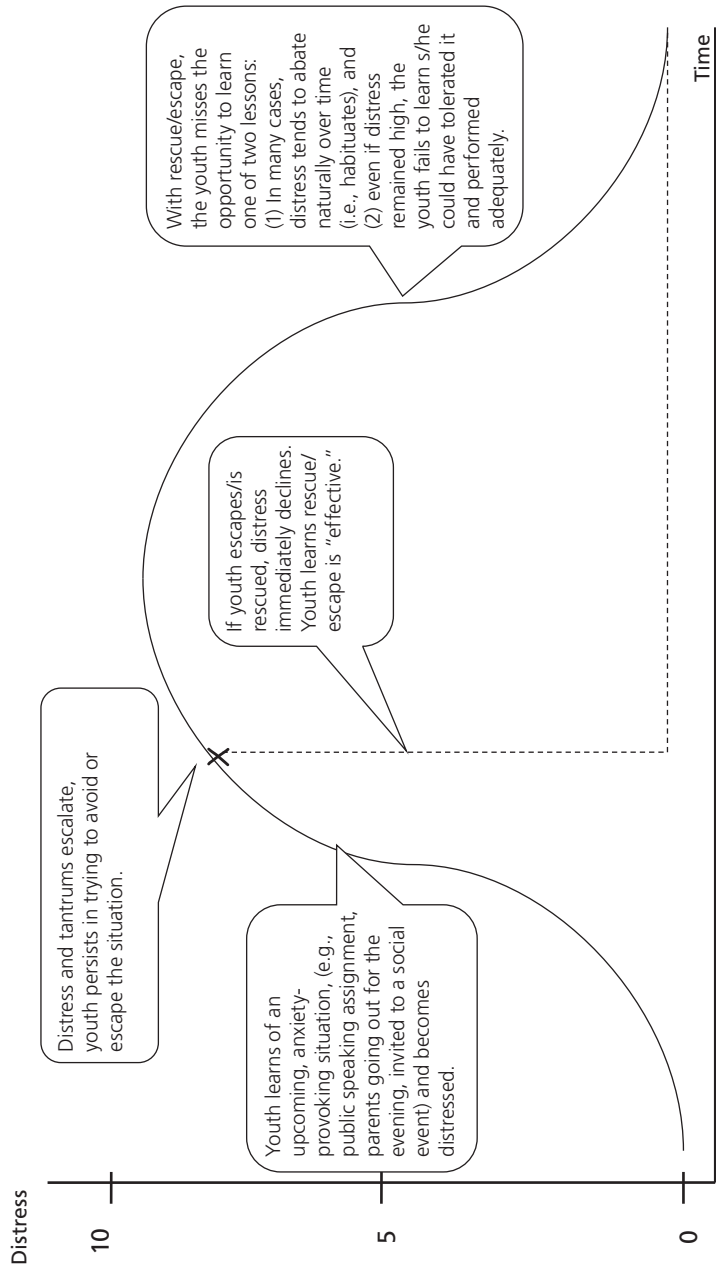 Distress
10
5
0
Time
Youth learns of an
upcoming, anxiety-
provoking situation, (e.g.,
public speaking assignment,
parents going out for the
evening, invited to a social
event) and becomes
distressed.
Distress and tantrums escalate,
youth persists in trying to avoid or
escape the situation.
If youth escapes/is
rescued, distress
immediately declines.
Youth learns rescue/
escape is “effective.”
With rescue/escape,
the youth misses the
opportunity to learn
one of two lessons:
(1) In many cases,
distress tends to abate
naturally over time
(i.e., habituates), and
(2) even if distress
remained high, the
youth fails to learn s/he
could have tolerated it
and performed
adequately.